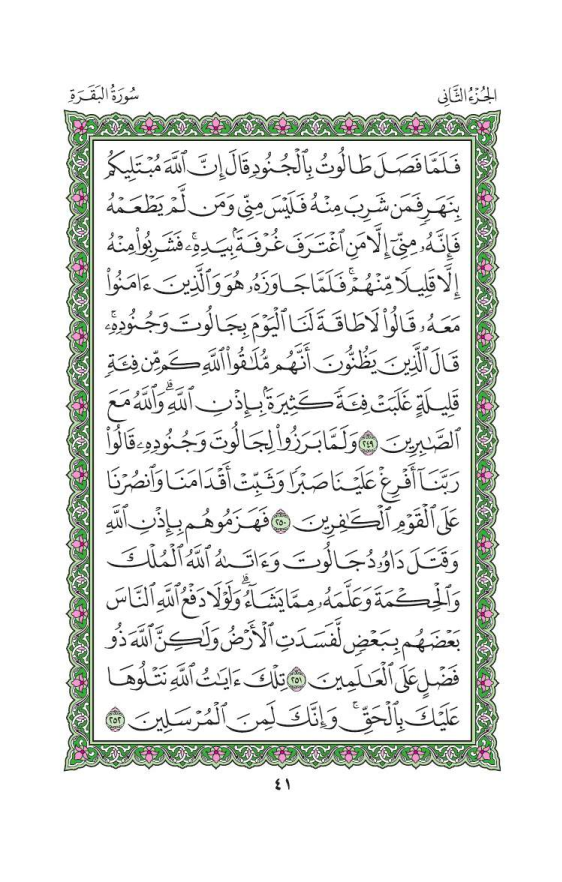 الجُزْءُ الثَّانِي
سُورَةُ البَقَرَةِ
فَلَمَّا فَصَلَ طَالُوتُ بِٱلْجُنُودِ قَالَ إِنَّ ٱللَّهَ مُبْتَلِيكُم
بِنَهَرٍ فَمَن شَرِبَ مِنْهُ فَلَيْسَ مِنِّي وَمَن لَّمْ يَطْعَمْهُ
فَإِنَّهُۥ مِنِّيٓ إِلَّا مَنِ ٱغْتَرَفَ غُرْفَةَۢ بِيَدِهِۦۚ فَشَرِبُوا۟ مِنْهُ
إِلَّا قَلِيلًا مِّنْهُمْۚ فَلَمَّا جَاوَزَهُۥ هُوَ وَٱلَّذِينَ ءَامَنُوا۟
مَعَهُۥ قَالُوا۟ لَا طَاقَةَ لَنَا ٱلْيَوْمَ بِجَالُوتَ وَجُنُودِهِۦۚ
قَالَ ٱلَّذِينَ يَظُنُّونَ أَنَّهُم مُّلَـٰقُوا۟ ٱللَّهِ كَم مِّن فِئَةٍ
قَلِيلَةٍ غَلَبَتْ فِئَةً كَثِيرَةَۢ بِإِذْنِ ٱللَّهِۗ وَٱللَّهُ مَعَ
ٱلصَّـٰبِرِينَ ٢٤٩ وَلَمَّا بَرَزُوا۟ لِجَالُوتَ وَجُنُودِهِۦ قَالُوا۟
رَبَّنَآ أَفْرِغْ عَلَيْنَا صَبْرًا وَثَبِّتْ أَقْدَامَنَا وَٱنصُرْنَا
عَلَى ٱلْقَوْمِ ٱلْكَـٰفِرِينَ ٢٥٠ فَهَزَمُوهُم بِإِذْنِ ٱللَّهِ
وَقَتَلَ دَاوُۥدُ جَالُوتَ وَءَاتَىٰهُ ٱللَّهُ ٱلْمُلْكَ
وَٱلْحِكْمَةَ وَعَلَّمَهُۥ مِمَّا يَشَآءُۗ وَلَوْلَا دَفْعُ ٱللَّهِ ٱلنَّاسَ
بَعْضَهُم بِبَعْضٍ لَّفَسَدَتِ ٱلْأَرْضُ وَلَـٰكِنَّ ٱللَّهَ ذُو
فَضْلٍ عَلَى ٱلْعَـٰلَمِينَ ٢٥١ تِلْكَ ءَايَـٰتُ ٱللَّهِ نَتْلُوهَا
عَلَيْكَ بِٱلْحَقِّۚ وَإِنَّكَ لَمِنَ ٱلْمُرْسَلِينَ ٢٥٢
٤١